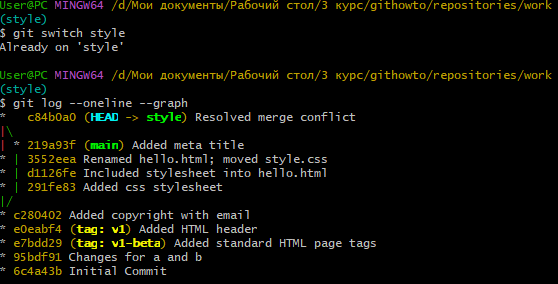 User@PC MINGW64 /d/Мои документы/Рабочий стол/3 курс/githowto/repositories/work
(style)
$ git switch style
Already on 'style'
User@PC MINGW64 /d/Мои документы/Рабочий стол/3 курс/githowto/repositories/work
(style)
$ git log --oneline --graph
*   c84b0a0 (HEAD -> style) Resolved merge conflict
|\
| * 219a93f (main) Added meta title
* | 3552eea Renamed hello.html; moved style.css
* | d1126fe Included stylesheet into hello.html
* | 291fe83 Added css stylesheet
|/
* c280402 Added copyright with email
* e0eabf4 (tag: v1) Added HTML header
* e7bdd29 (tag: v1-beta) Added standard HTML page tags
* 95bdf91 Changes for a and b
* 6c4a43b Initial Commit